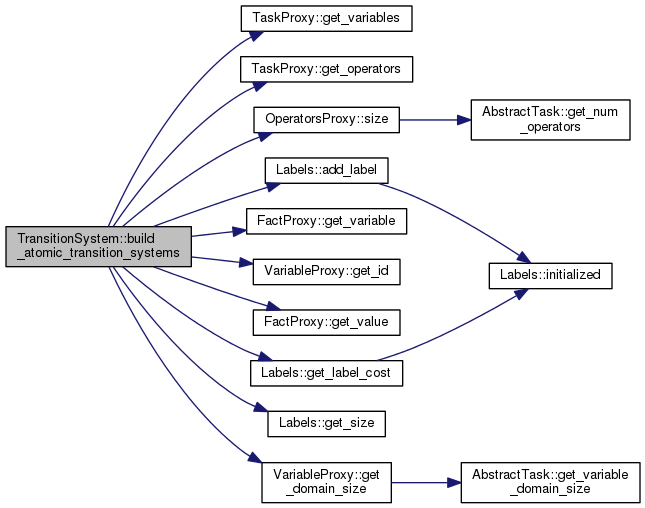 TaskProxy::get_variables
TaskProxy::get_operators
OperatorsProxy::size
AbstractTask::get_num
_operators
Labels::add_label
FactProxy::get_variable
TransitionSystem::build
_atomic_transition_systems
VariableProxy::get_id
Labels::initialized
FactProxy::get_value
Labels::get_label_cost
Labels::get_size
VariableProxy::get
_domain_size
AbstractTask::get_variable
_domain_size